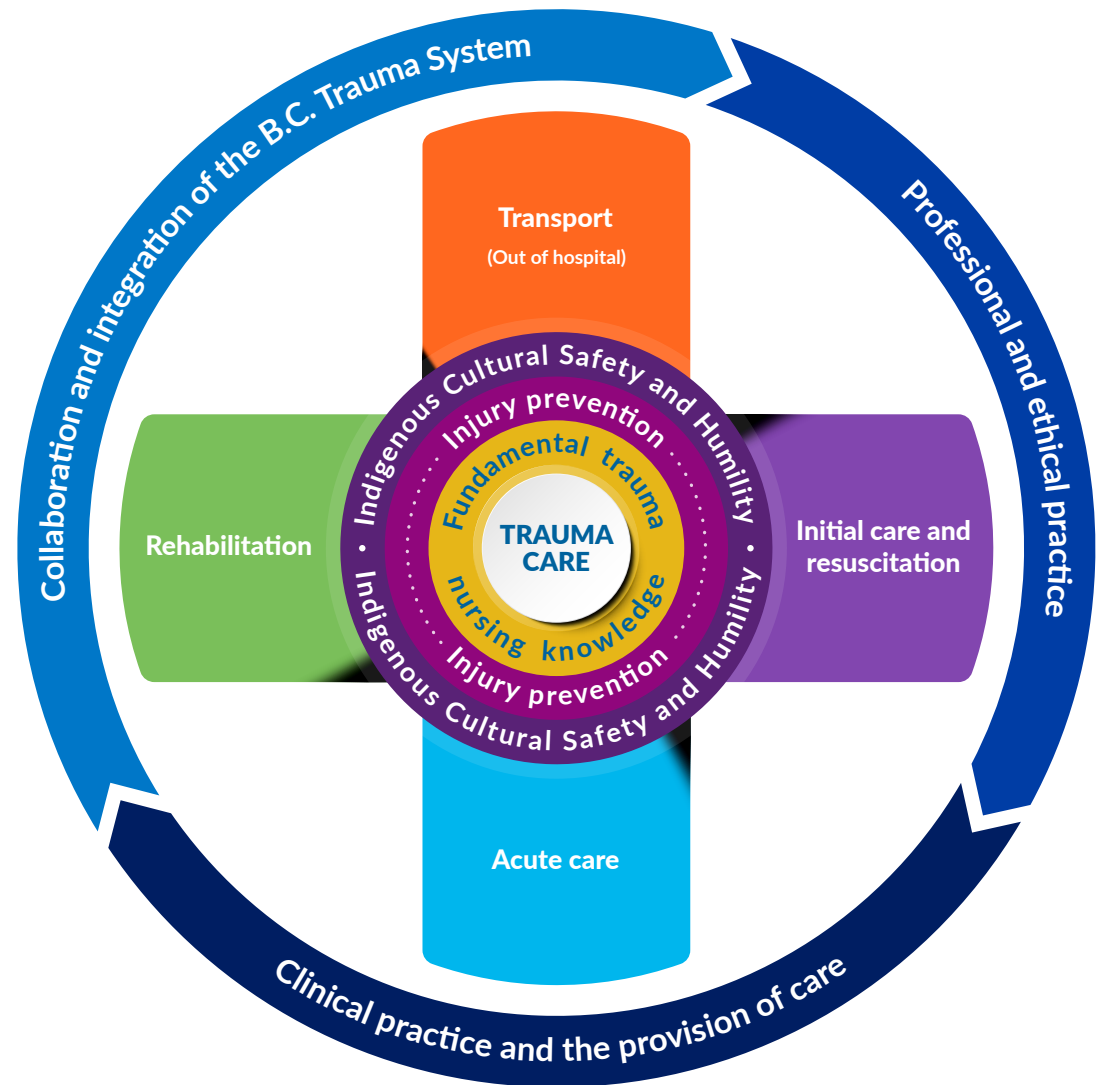 Collaboration and integration of the B.C. Trauma System
Professional and ethical practice
Clinical practice and the provision of care
Transport
(Out of hospital)
Initial care and
resuscitation
Acute care
Rehabilitation
Indigenous Cultural Safety and Humility
• Indigenous Cultural Safety and Humility •
Injury prevention
Injury prevention
Fundamental trauma
nursing knowledge
TRAUMA
CARE